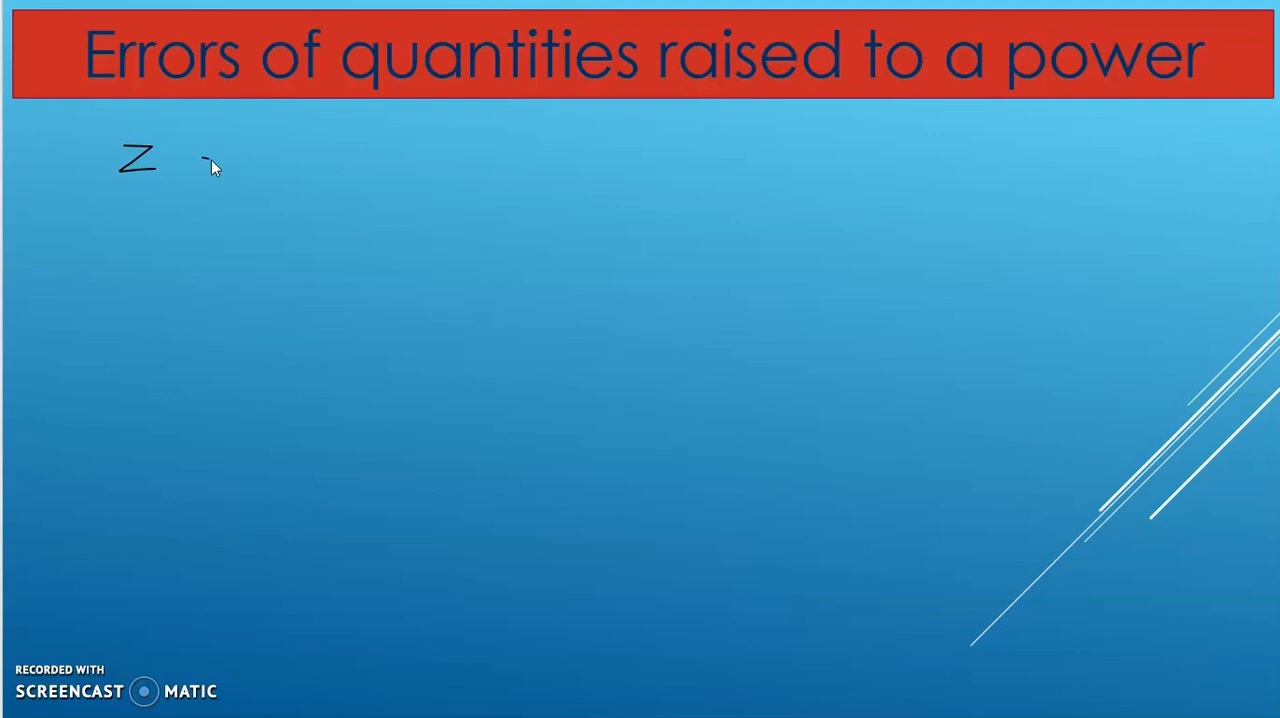 Errors of quantities raised to a power
Z -
RECORDED WITH
SCREENCAST MATIC